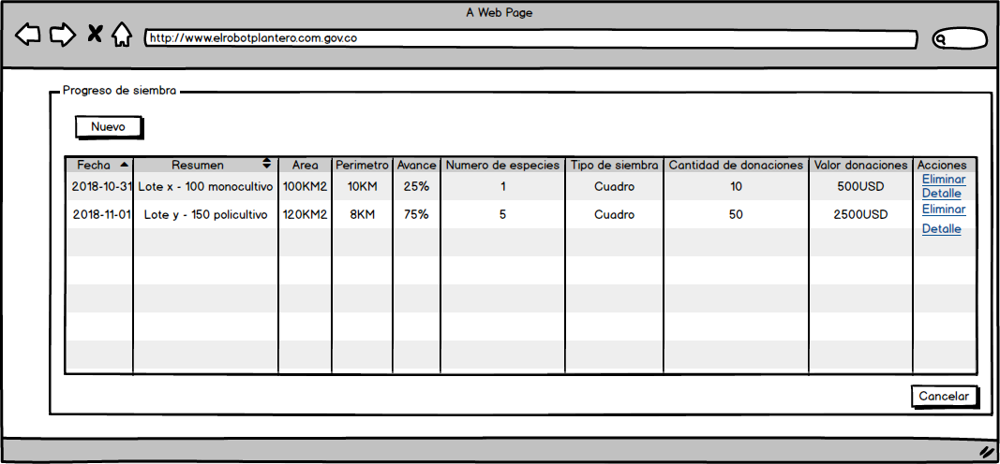 A Web Page
http://www.elrobotplantero.com.gov.co
Progreso de siembra
Nuevo
Fecha Resumen Area Perimetro Avance Numero de especies Tipo de siembra Cantidad de donaciones Valor donaciones Acciones
2018-10-31 Lote x - 100 monocultivo 100KM2 10KM 25% 1 Cuadro 10 500USD Eliminar
Detalle
2018-11-01 Lote y - 150 policultivo 120KM2 8KM 75% 5 Cuadro 50 2500USD Eliminar
Detalle
Cancelar